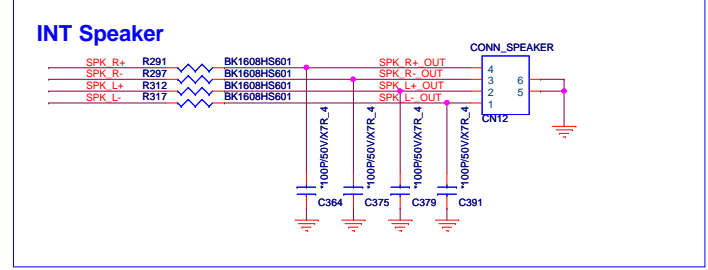 INT Speaker
CONN_SPEAKER
SPK_R+ R291 BK1608HS601 SPK_R+_OUT 4
SPK_R- R297 BK1608HS601 SPK_R-_OUT 3 6
SPK_L+ R312 BK1608HS601 SPK_L+_OUT 2 5
SPK_L- R317 BK1608HS601 SPK_L-_OUT 1
CN12
*100P/50V/X7R_4
*100P/50V/X7R_4
*100P/50V/X7R_4
*100P/50V/X7R_4
C364 C375 C379 C391